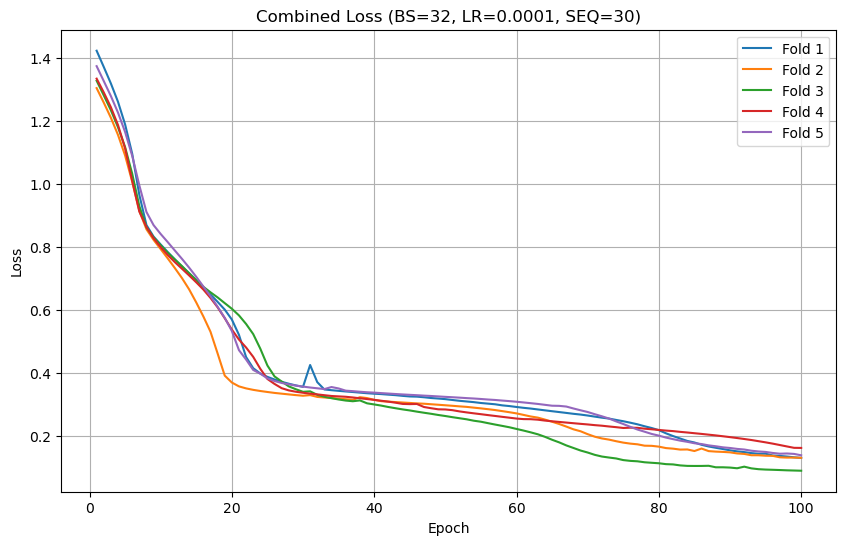 Combined Loss (BS=32, LR=0.0001, SEQ=30)
Fold 1
Fold 2
Fold 3
Fold 4
Fold 5
Loss
1.4
1.2
1.0
0.8
0.6
0.4
0.2
0 20 40 60 80 100
Epoch